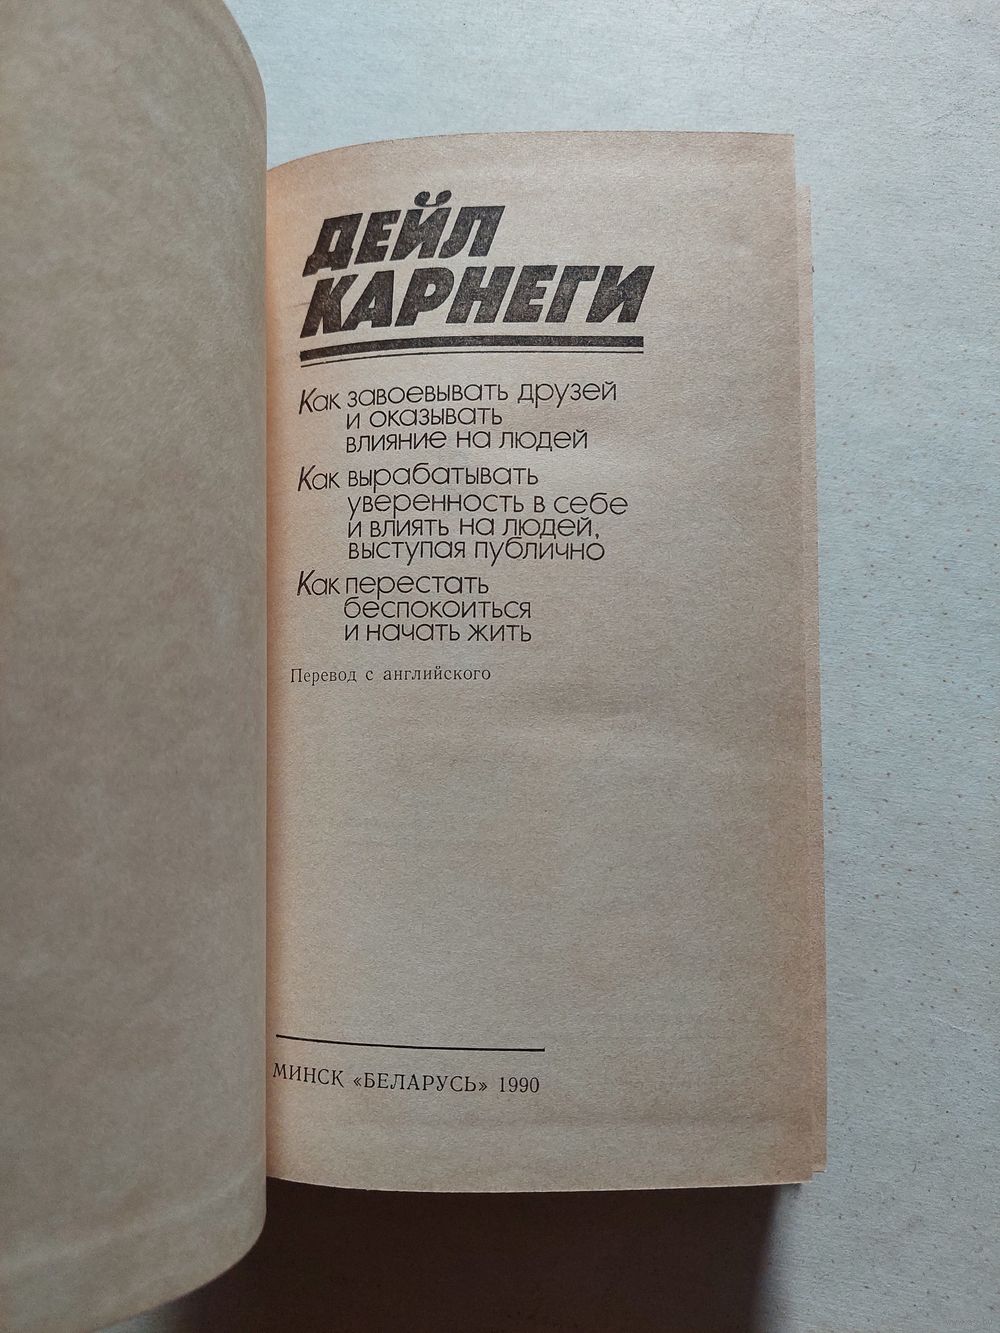 ДЕЙЛ
КАРНЕГИ
Как завоевывать друзей
и оказывать
влияние на людей
Как вырабатывать
уверенность в себе
и влиять на людей,
выступая публично
Как перестать
беспокоиться
и начать жить
Перевод с английского
МИНСК «БЕЛАРУСЬ» 1990